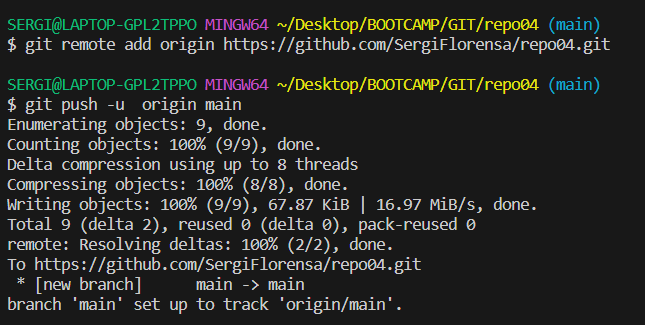 SERGI@LAPTOP-GPL2TPPO MINGW64 ~/Desktop/BOOTCAMP/GIT/repo04 (main)
$ git remote add origin https://github.com/SergiFlorensa/repo04.git
SERGI@LAPTOP-GPL2TPPO MINGW64 ~/Desktop/BOOTCAMP/GIT/repo04 (main)
$ git push -u  origin main
Enumerating objects: 9, done.
Counting objects: 100% (9/9), done.
Delta compression using up to 8 threads
Compressing objects: 100% (8/8), done.
Writing objects: 100% (9/9), 67.87 KiB | 16.97 MiB/s, done.
Total 9 (delta 2), reused 0 (delta 0), pack-reused 0
remote: Resolving deltas: 100% (2/2), done.
To https://github.com/SergiFlorensa/repo04.git
 * [new branch]      main -> main
branch 'main' set up to track 'origin/main'.